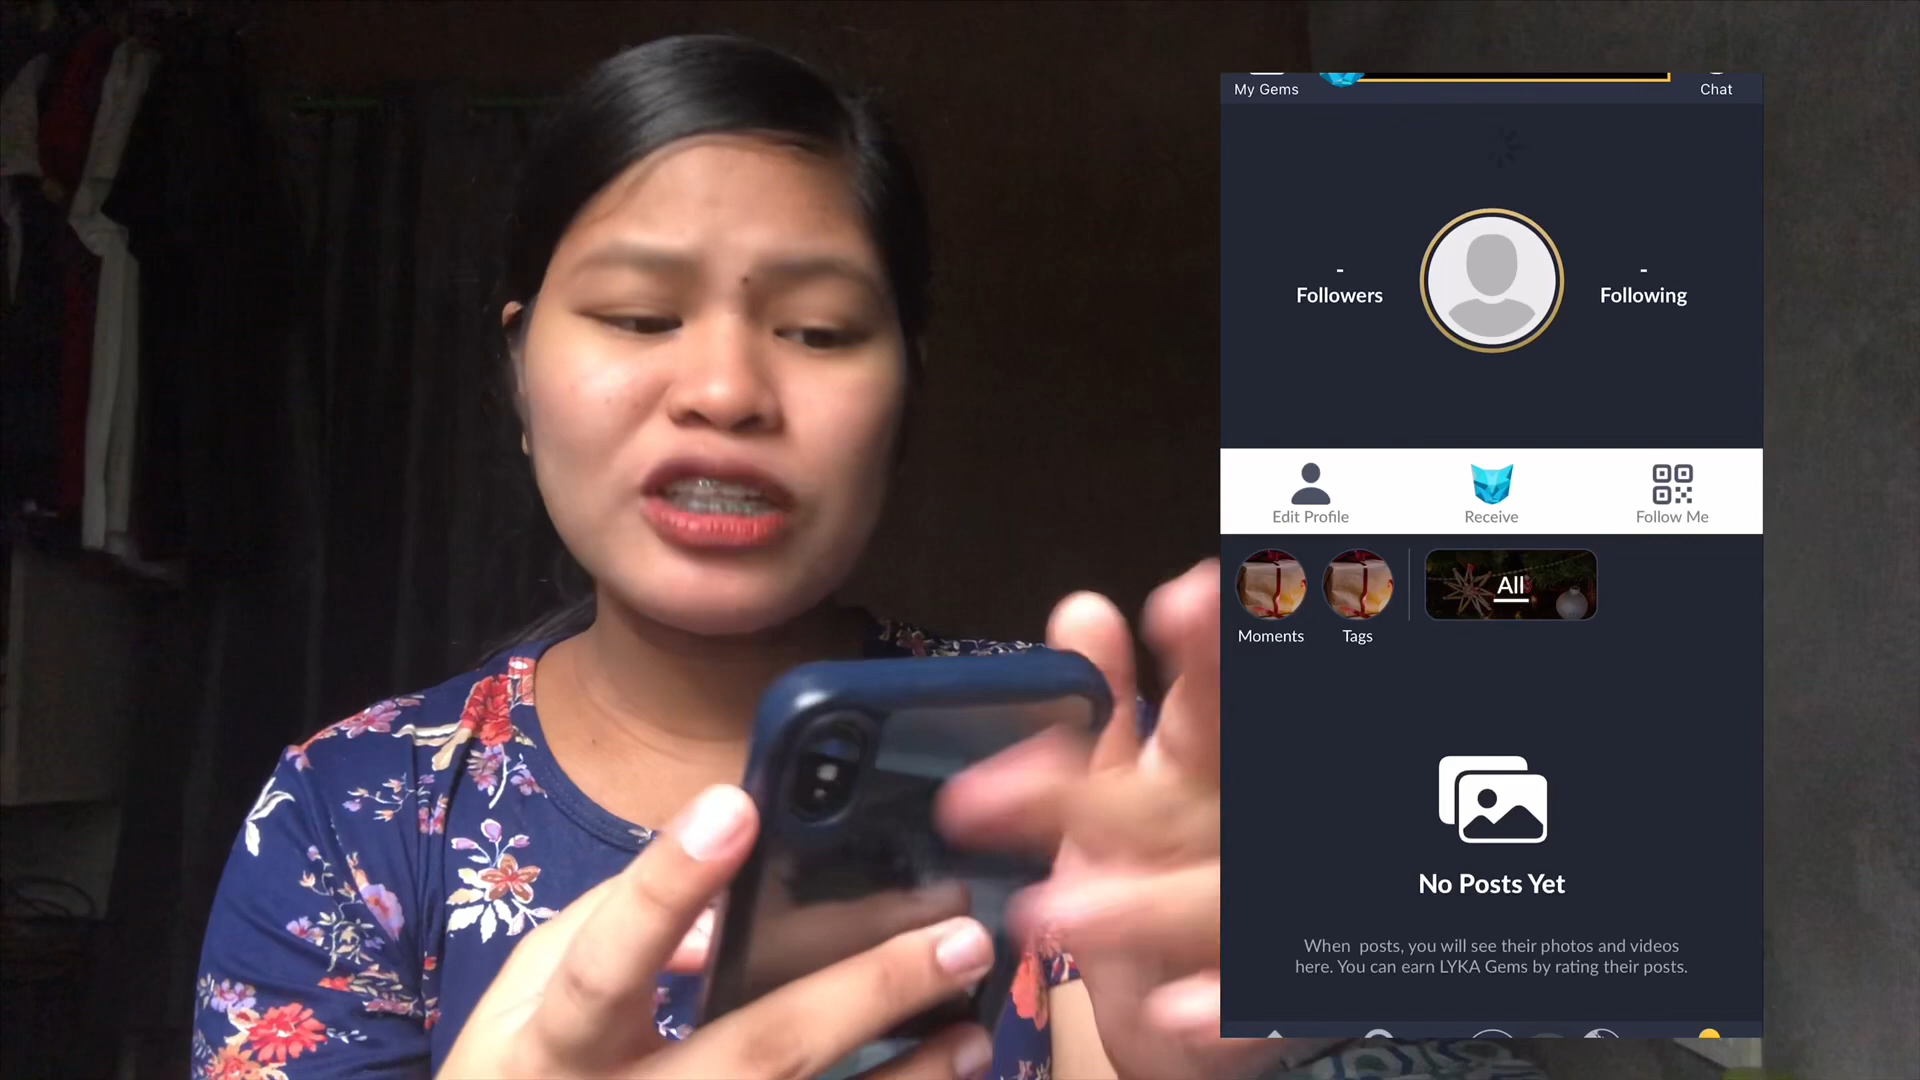 My Gems
Chat
-
Followers
-
Following
Edit Profile
Receive
Follow Me
All
Moments
Tags
No Posts Yet
When  posts, you will see their photos and videos
here. You can earn LYKA Gems by rating their posts.